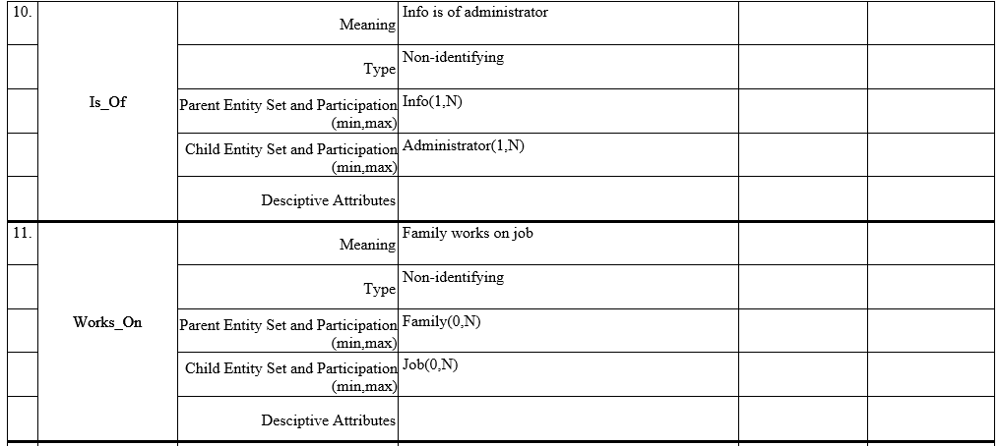 10.
Is_Of
Meaning
Info is of administrator
Type
Non-identifying
Parent Entity Set and Participation
(min,max)
Info(1,N)
Child Entity Set and Participation
(min,max)
Administrator(1,N)
Desciptive Attributes
11.
Works_On
Meaning
Family works on job
Type
Non-identifying
Parent Entity Set and Participation
(min,max)
Family(0,N)
Child Entity Set and Participation
(min,max)
Job(0,N)
Desciptive Attributes